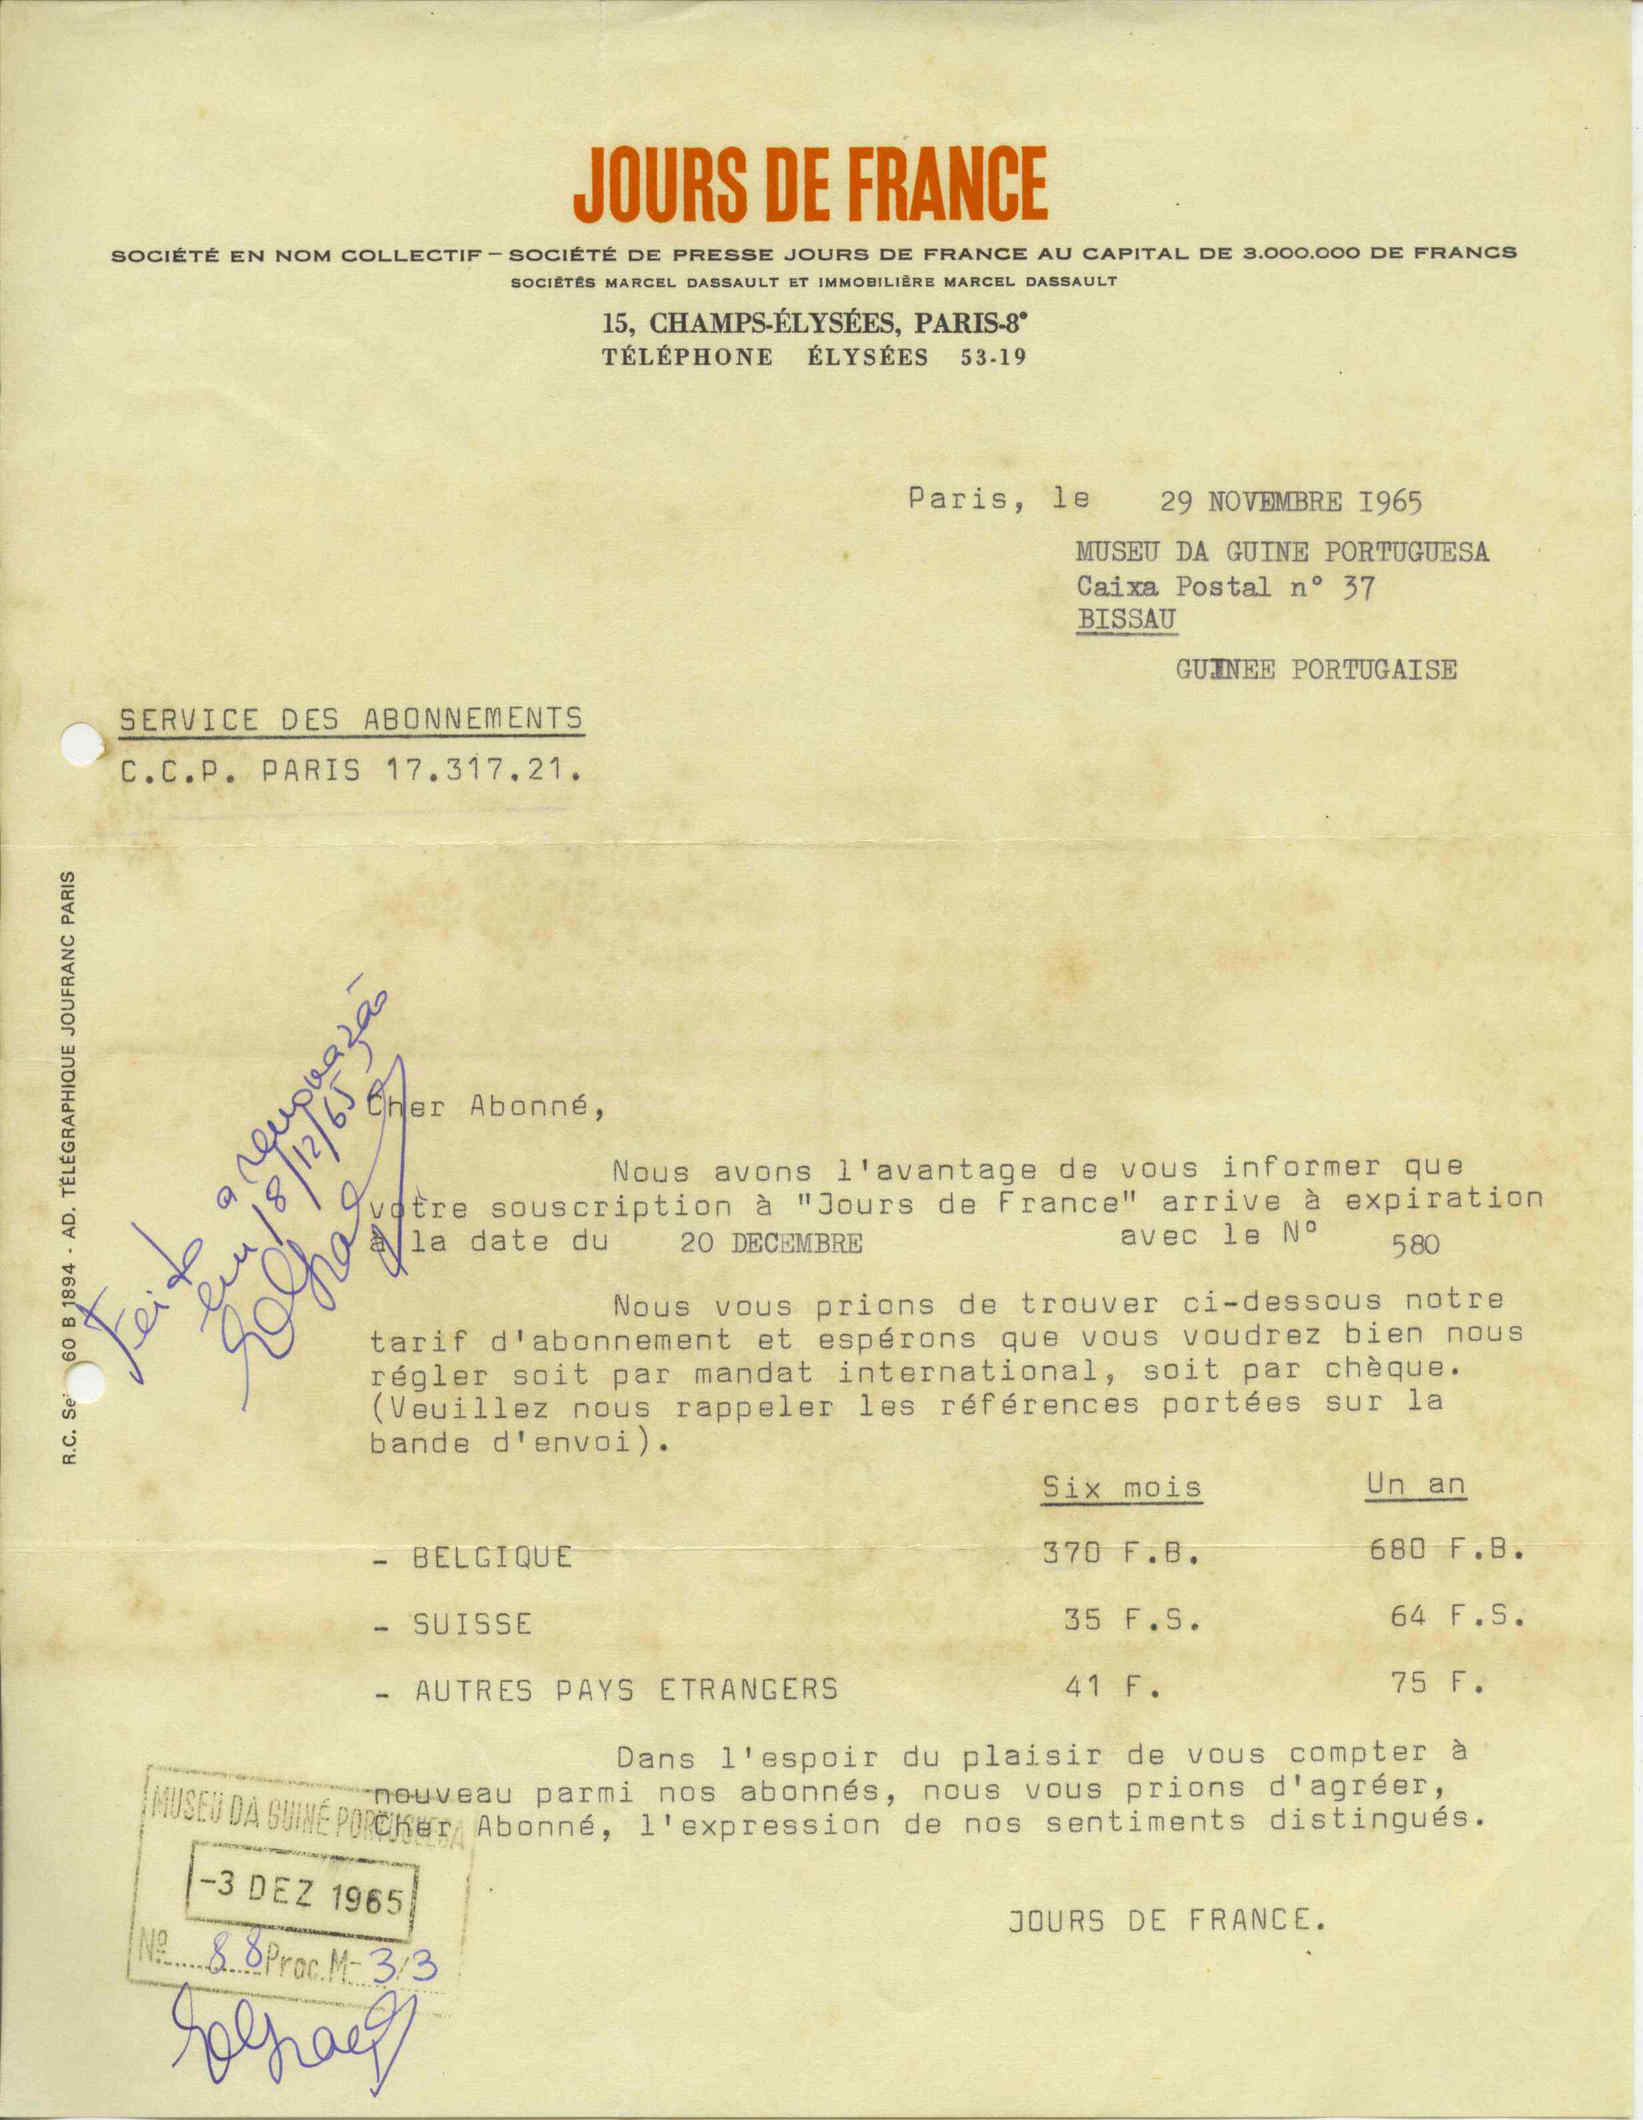 JOURS DE FRANCE
SOCIÉTÉ EN NOM COLLECTIF – SOCIÉTÉ DE PRESSE JOURS DE FRANCE AU CAPITAL DE 3.000.000 DE FRANCS
SOCIÉTÉS MARCEL DASSAULT ET IMMOBILIÈRE MARCEL DASSAULT
15, CHAMPS-ÉLYSÉES, PARIS-8e
TÉLÉPHONE ÉLYSÉES 53-19
Paris, le 29 NOVEMBRE I965
MUSEU DA GUINE PORTUGUESA
Caixa Postal n° 37
BISSAU
GUINEE PORTUGAISE
SERVICE DES ABONNEMENTS
C.C.P. PARIS 17.317.21.
R.C. Se 60 B 1894 - AD. TÉLÉGRAPHIQUE JOUFRANC PARIS
Feita a renovação
em 18/12/65
Cher Abonné,
Nous avons l'avantage de vous informer que
votre souscription à "Jours de France" arrive à expiration
à la date du 20 DECEMBRE avec le N° 580
Nous vous prions de trouver ci-dessous notre
tarif d'abonnement et espérons que vous voudrez bien nous
régler soit par mandat international, soit par chèque.
(Veuillez nous rappeler les références portées sur la
bande d'envoi).
Six mois Un an
- BELGIQUE 370 F.B. 680 F.B.
- SUISSE 35 F.S. 64 F.S.
- AUTRES PAYS ETRANGERS 41 F. 75 F.
Dans l'espoir du plaisir de vous compter à
nouveau parmi nos abonnés, nous vous prions d'agréer,
Cher Abonné, l'expression de nos sentiments distingués.
JOURS DE FRANCE.
MUSEU DA GUINÉ PORTUGUESA
-3 DEZ 1965
Nº 88 Proc. M- 3/3